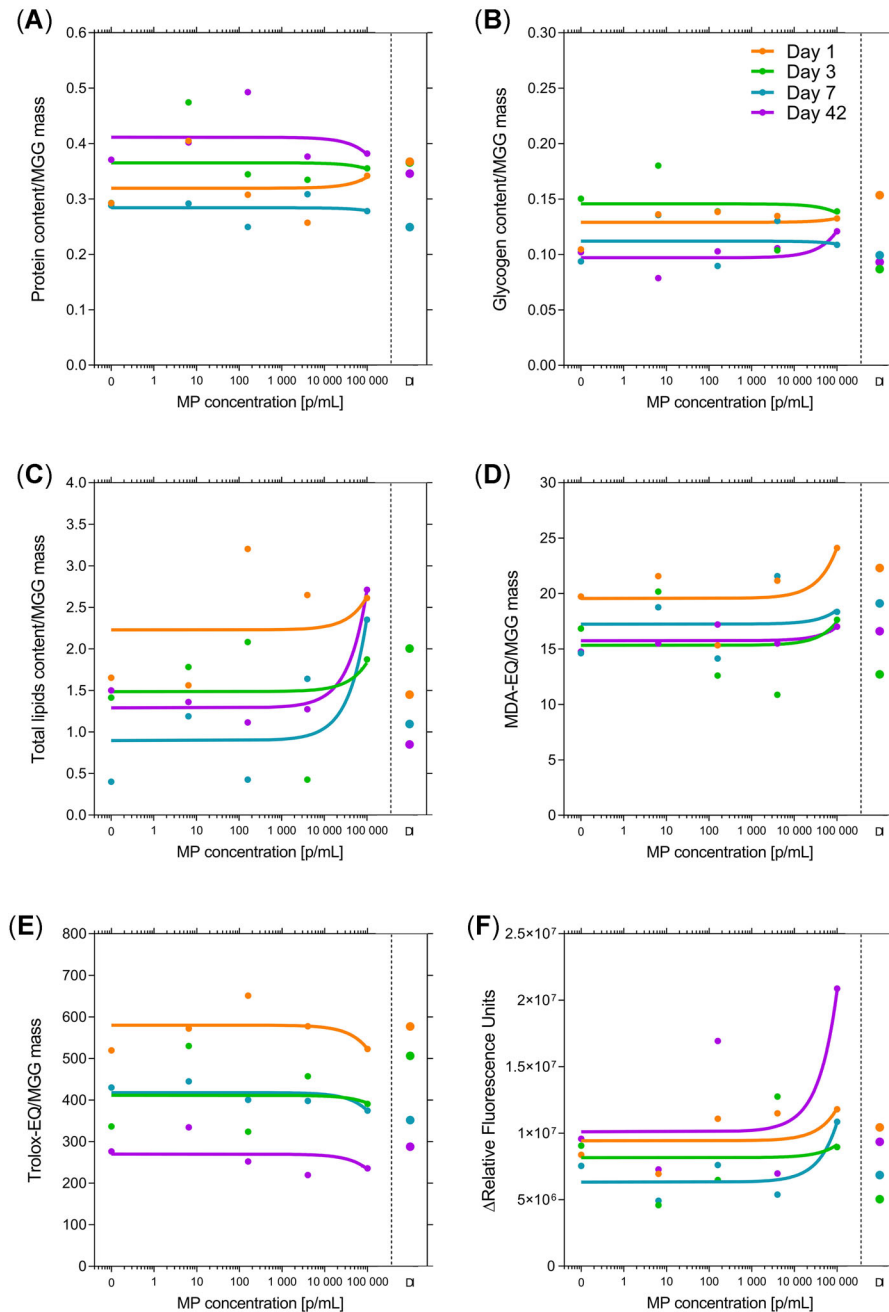 (A)
0.6
0.5
0.4
0.3
0.2
0.1
0.0
Protein content/MGG mass
0 1 10 100 1 000 10 000 100 000 DI
MP concentration [p/mL]
(B)
0.30
0.25
0.20
0.15
0.10
0.05
0.00
Glycogen content/MGG mass
Day 1
Day 3
Day 7
Day 42
0 1 10 100 1 000 10 000 100 000 DI
MP concentration [p/mL]
(C)
4.0
3.5
3.0
2.5
2.0
1.5
1.0
0.5
0.0
Total lipids content/MGG mass
0 1 10 100 1 000 10 000 100 000 DI
MP concentration [p/mL]
(D)
30
25
20
15
10
5
0
MDA-EQ/MGG mass
0 1 10 100 1 000 10 000 100 000 DI
MP concentration [p/mL]
(E)
800
700
600
500
400
300
200
100
0
Trolox-EQ/MGG mass
0 1 10 100 1 000 10 000 100 000 DI
MP concentration [p/mL]
(F)
2.5×10⁷
2×10⁷
1.5×10⁷
1×10⁷
5×10⁶
0
ΔRelative Fluorescence Units
0 1 10 100 1 000 10 000 100 000 DI
MP concentration [p/mL]